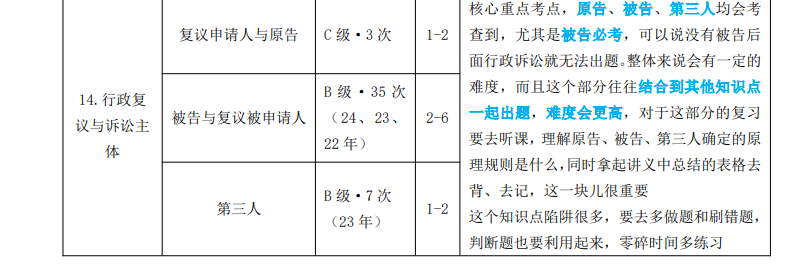 14.行政复
议与诉讼主
体
复议申请人与原告
C 级·3 次
1-2
被告与复议被申请人
B 级·35 次
（24、23、
22 年）
2-6
第三人
B 级·7 次
（23 年）
1-2
核心重点考点，原告、被告、第三人均会考
查到，尤其是被告必考，可以说没有被告后
面行政诉讼就无法出题。整体来说会有一定的
难度，而且这个部分往往结合到其他知识点
一起出题，难度会更高，对于这部分的复习
要去听课，理解原告、被告、第三人确定的原
理规则是什么，同时拿起讲义中总结的表格去
背、去记，这一块儿很重要
这个知识点陷阱很多，要去多做题和刷错题，
判断题也要利用起来，零碎时间多练习